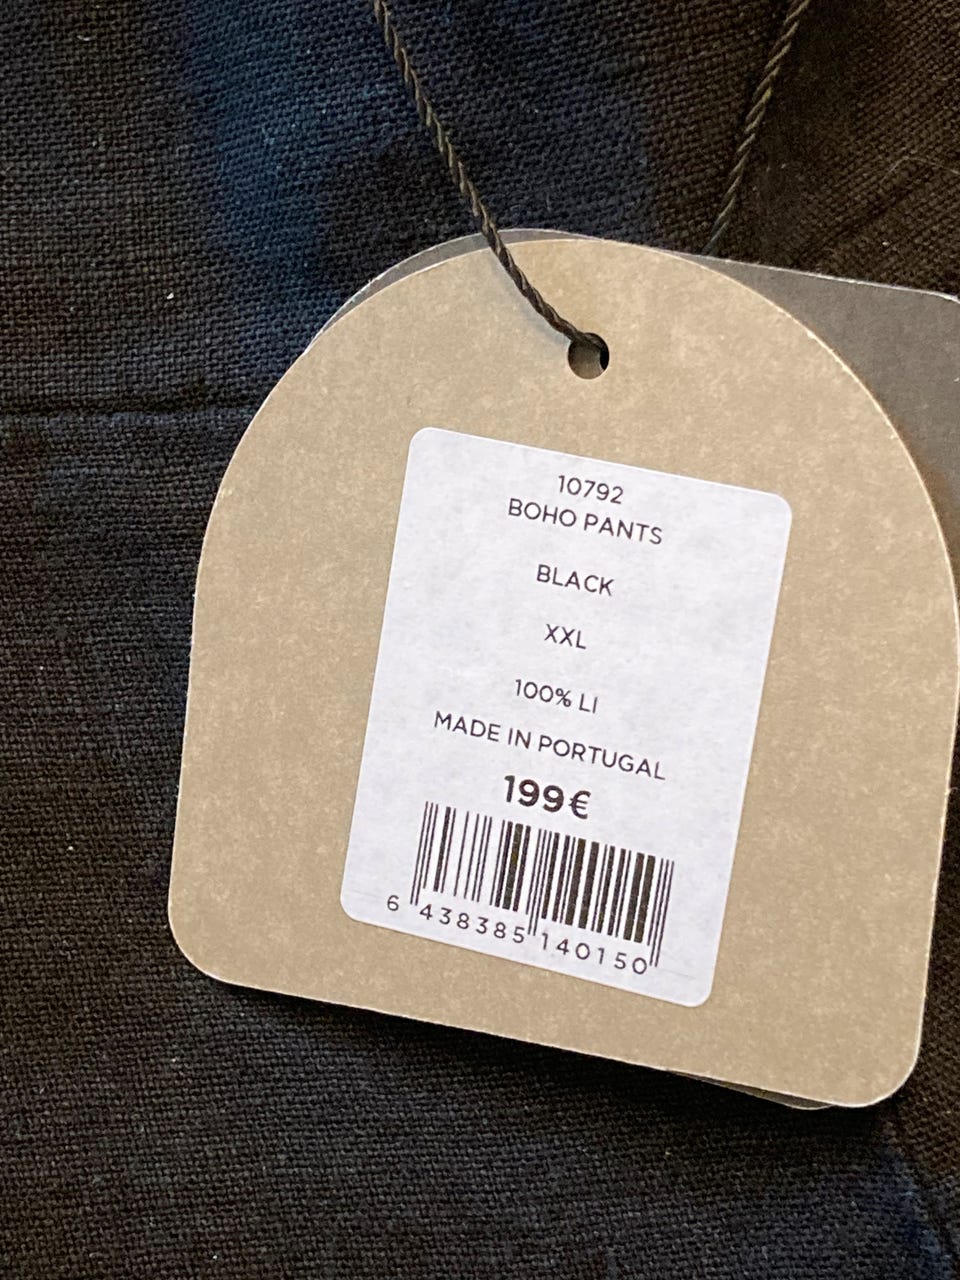 10792
BOHO PANTS
BLACK
XXL
100% LI
MADE IN PORTUGAL
199€
6 438385 140150